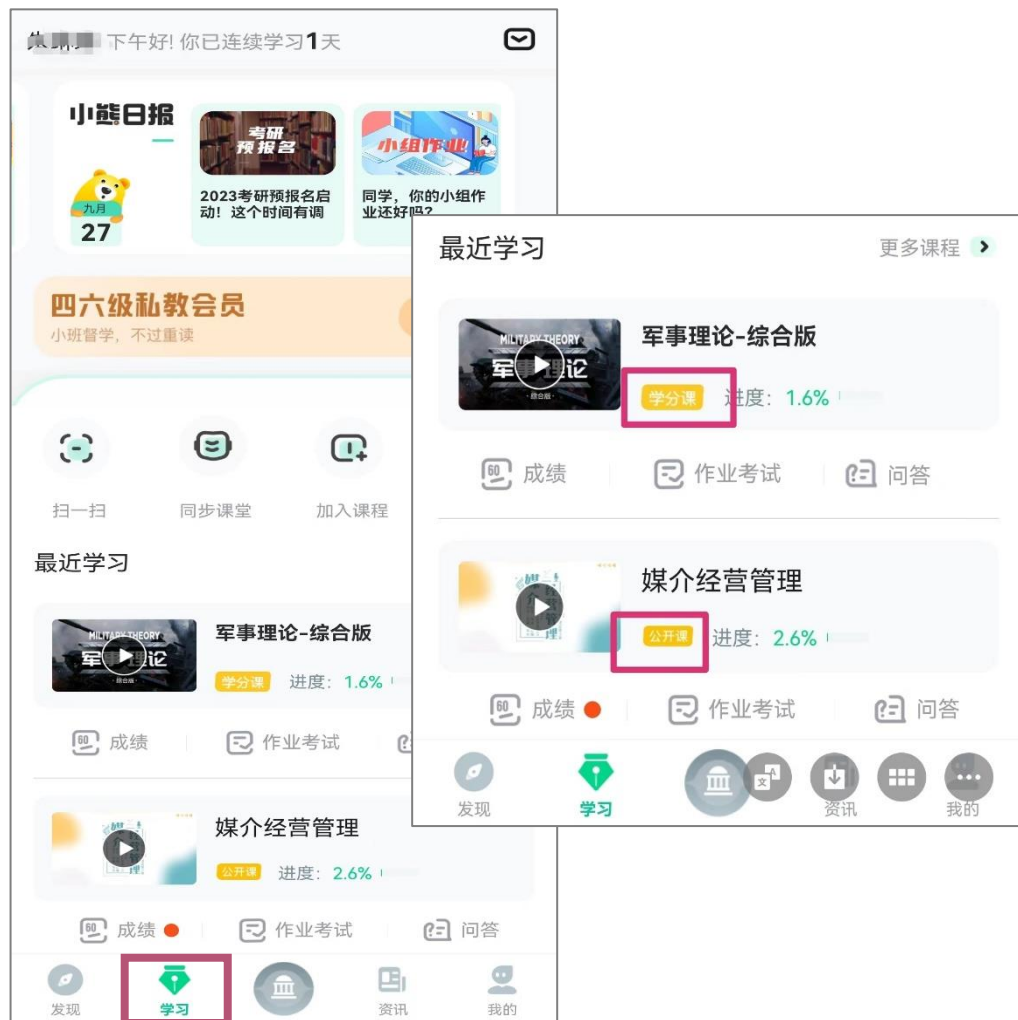 下午好! 你已连续学习1天
小熊日报
九月
27
考研
预报名
2023考研预报名启
动！这个时间有调
小组作业
同学，你的小组作
业还好吗?
四六级私教会员
小班督学，不过重读
扫一扫
同步课堂
加入课程
最近学习
MILITARY THEORY
军事理论
·综合版·
军事理论-综合版
学分课 进度: 1.6%
成绩
作业考试
媒介经营管理
公开课 进度: 2.6%
成绩
作业考试
问答
发现
学习
资讯
我的
最近学习
更多课程
MILITARY THEORY
军事理论
·综合版·
军事理论-综合版
学分课 进度: 1.6%
60 成绩
作业考试
问答
媒介经营管理
公开课 进度: 2.6%
60 成绩
作业考试
问答
发现
学习
资讯
我的